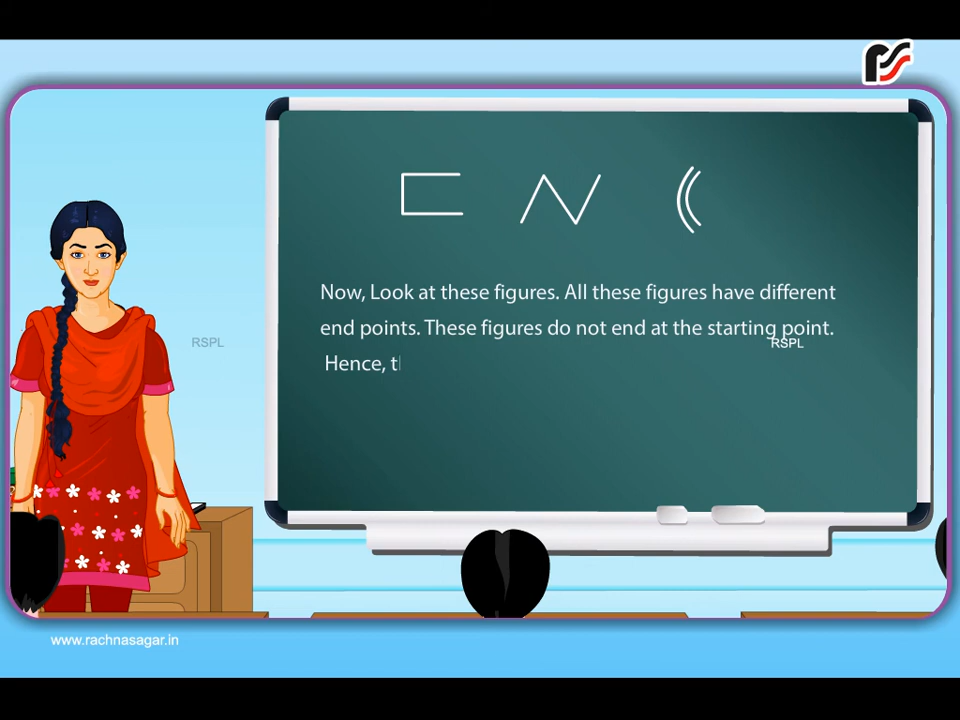 Now, Look at these figures. All these figures have different
end points. These figures do not end at the starting point.
Hence, t
RSPL
RSPL
www.rachnasagar.in